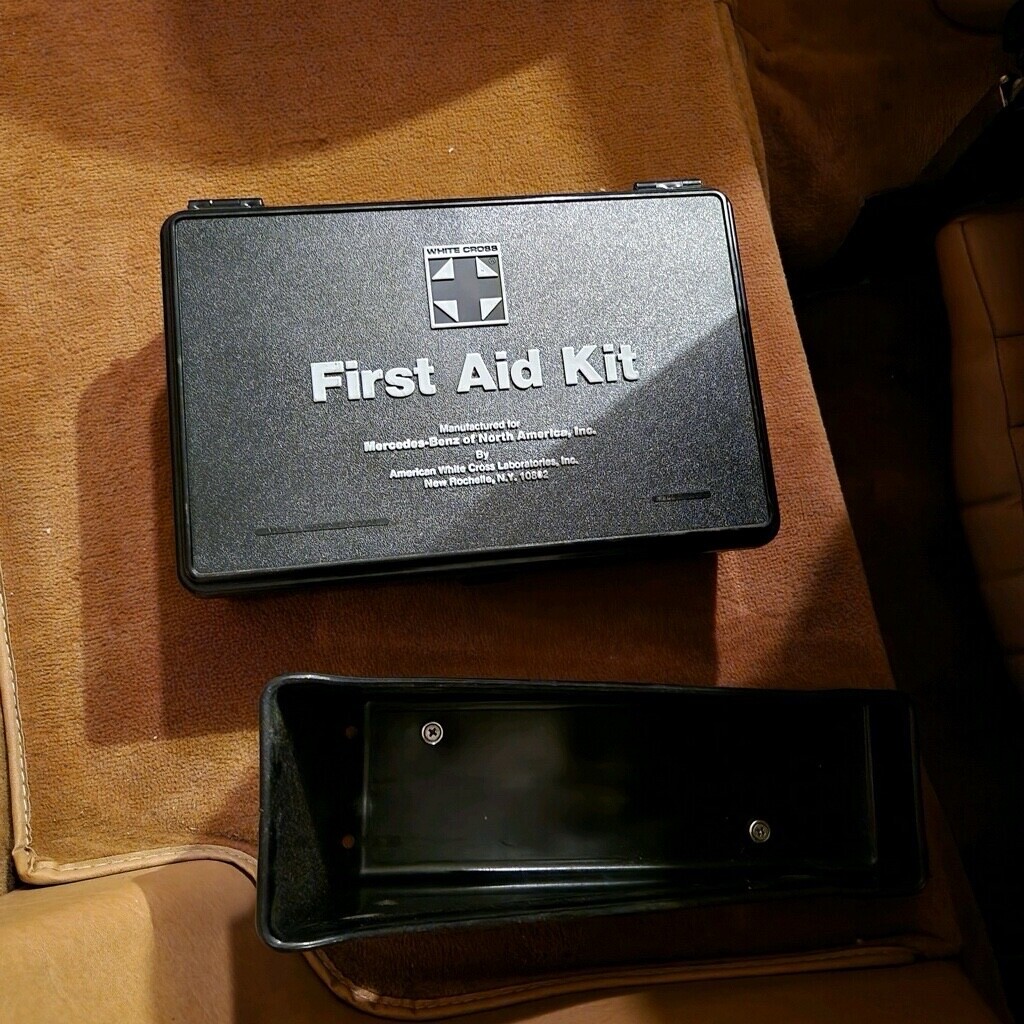 WHITE CROSS
First Aid Kit
Manufactured for
Mercedes-Benz of North America, Inc.
By
American White Cross Laboratories, Inc.
New Rochelle, N.Y. 10802